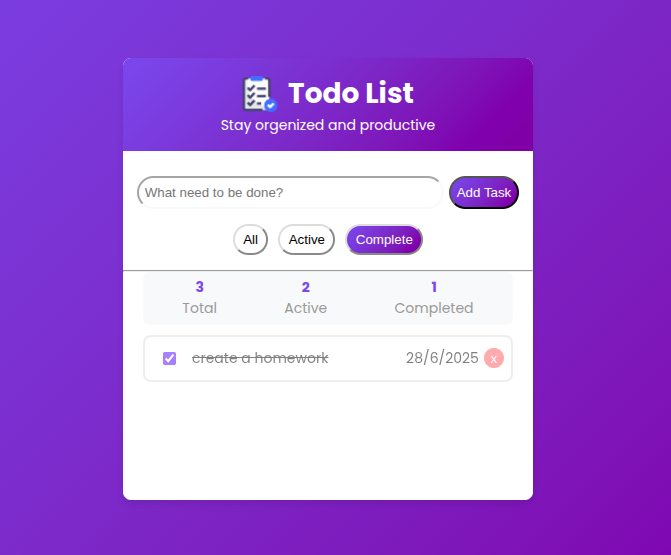 Todo List
Stay orgenized and productive
What need to be done?
Add Task
All
Active
Complete
3
2
1
Total
Active
Completed
create a homework
28/6/2025
x